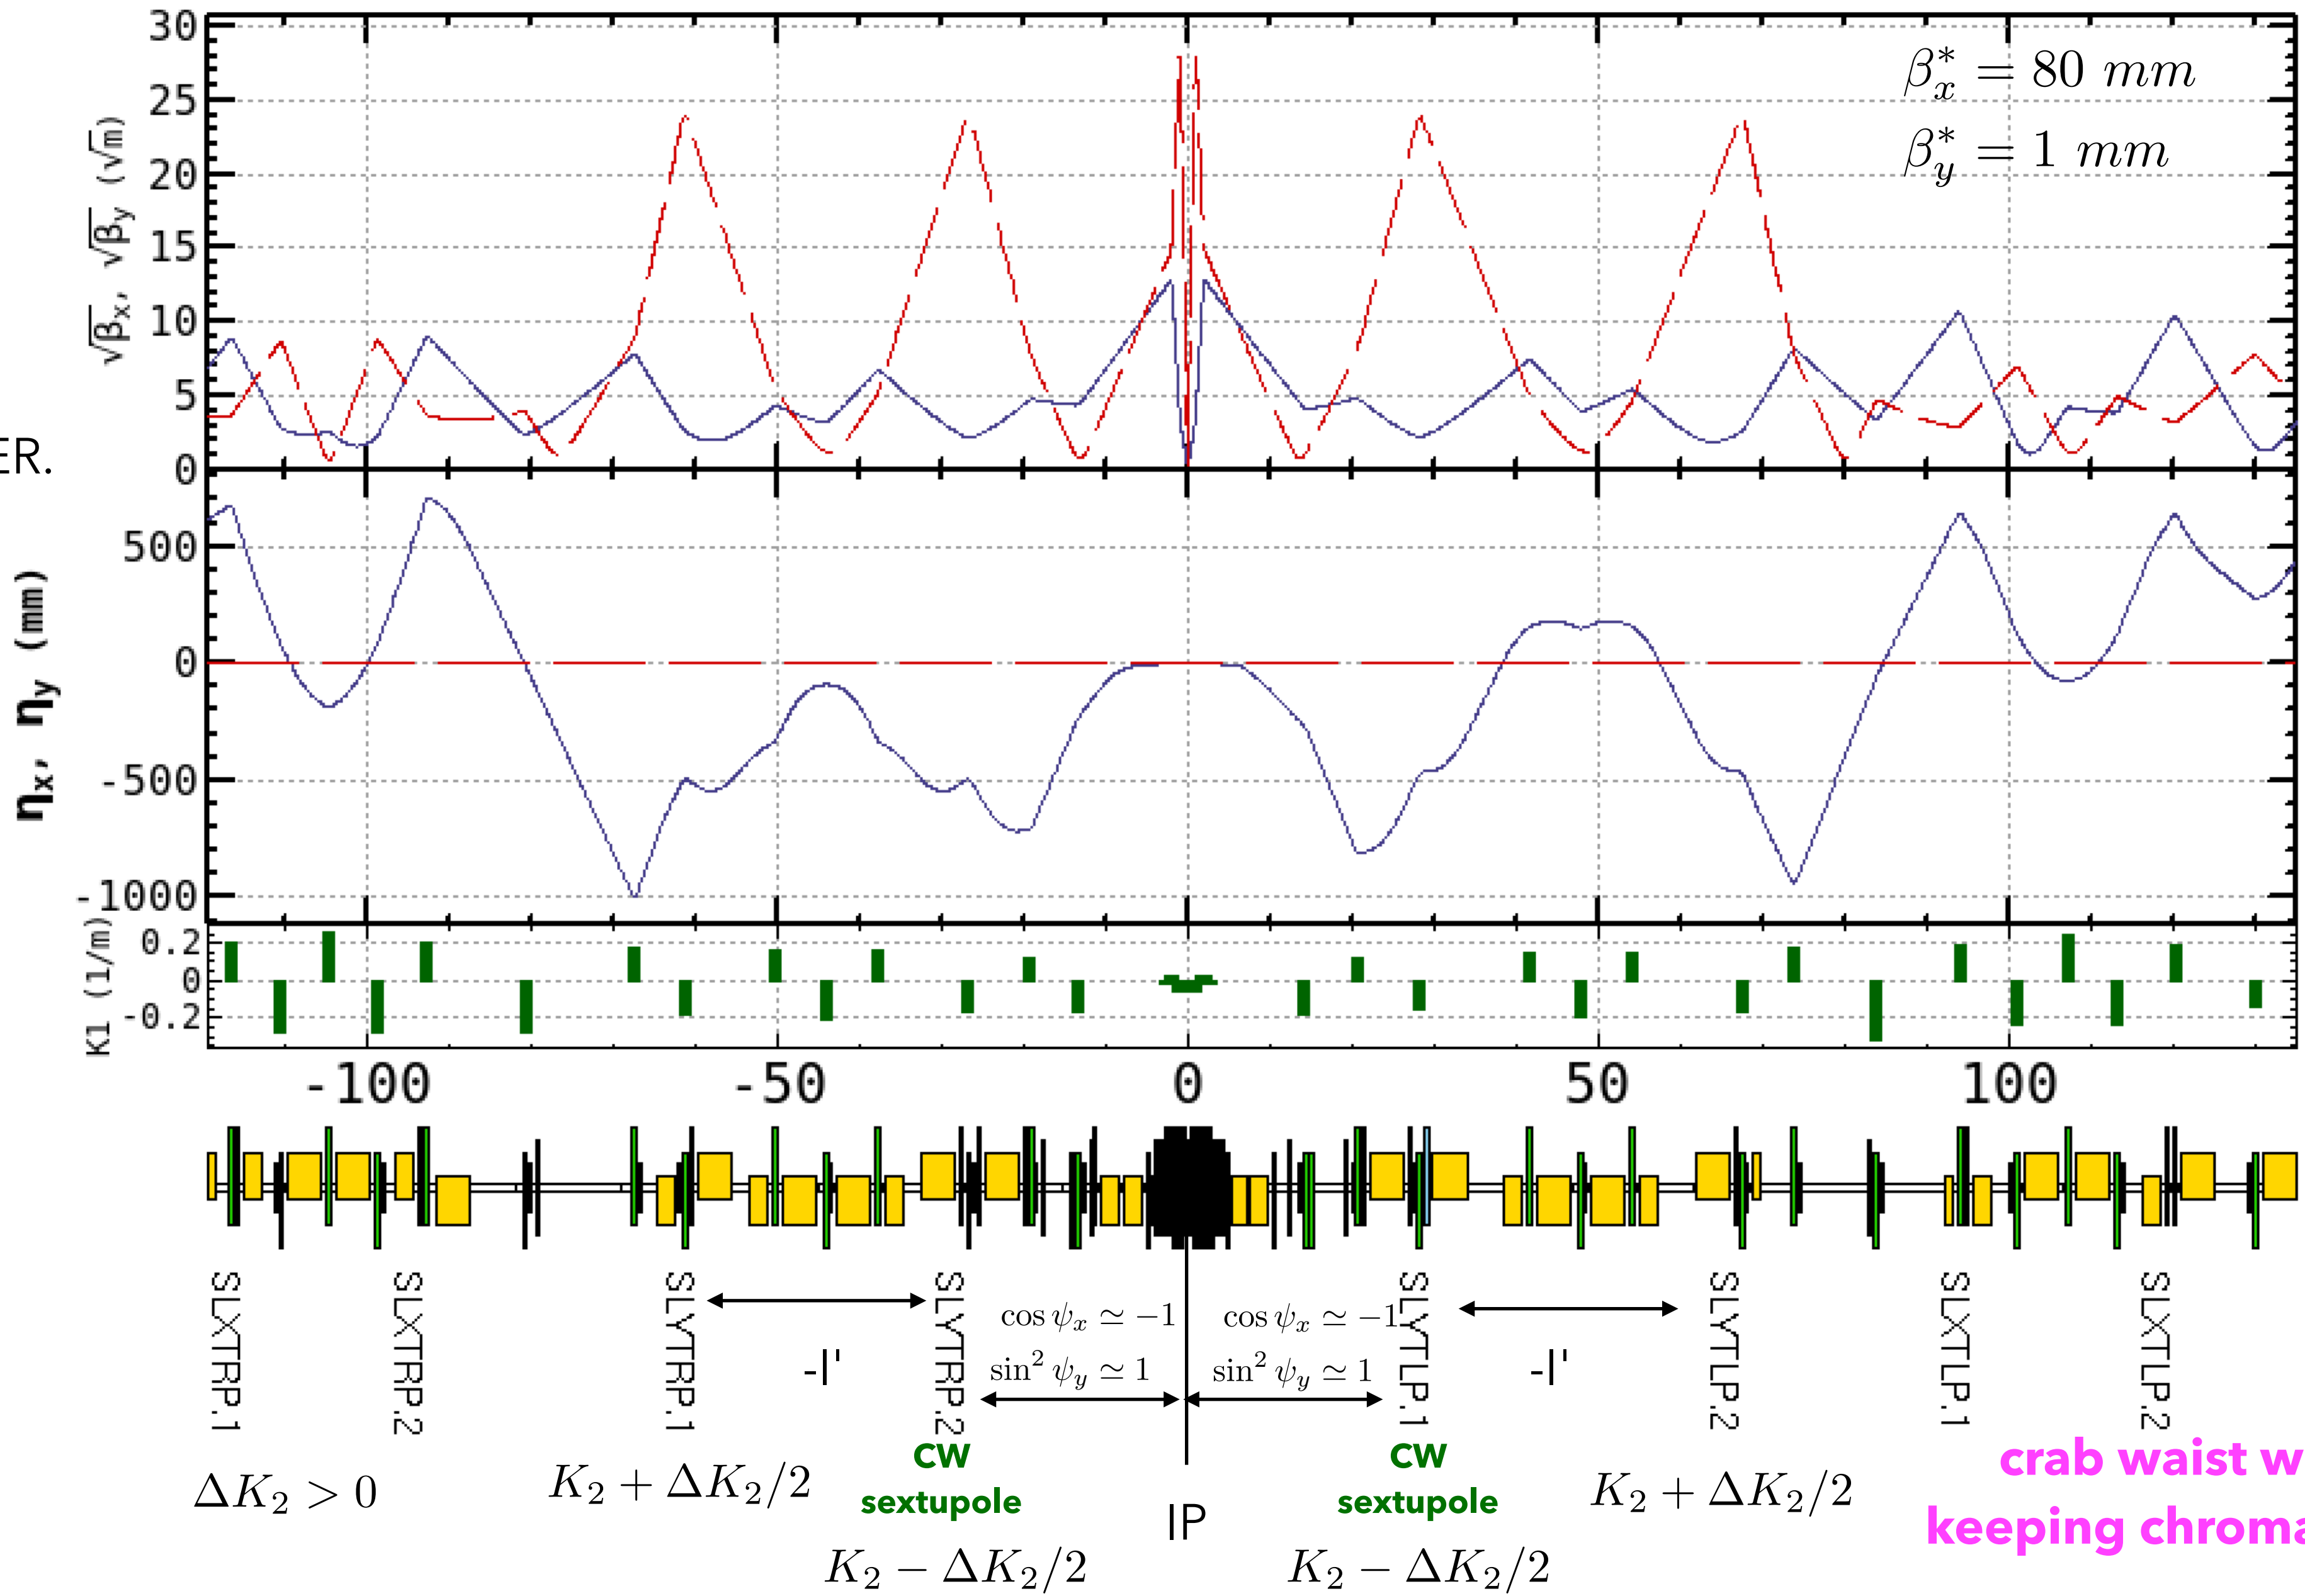 30
25
20
15
10
5
0
√βx, √βy (√m)
β*x = 80 mm
β*y = 1 mm
ER.
500
0
-500
-1000
ηx, ηy (mm)
0.2
0
-0.2
K1 (1/m)
-100 -50 0 50 100
SLXTRP.1 SLXTRP.2 SLYTRP.1 SLYTRP.2 SLYTLP.1 SLYTLP.2 SLXTLP.1 SLXTLP.2
cos ψx ≃ −1 cos ψx ≃ −1
-I' sin² ψy ≃ 1 sin² ψy ≃ 1 -I'
CW CW crab waist w
sextupole sextupole
ΔK2 > 0 K2 + ΔK2/2 IP K2 + ΔK2/2 keeping chroma
K2 − ΔK2/2 K2 − ΔK2/2